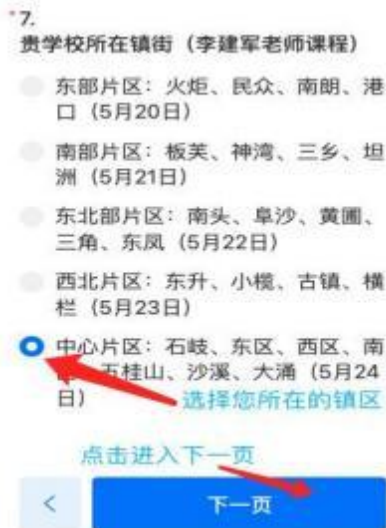 *7.
贵学校所在镇街（李建军老师课程）
东部片区：火炬、民众、南朗、港
口（5月20日）
南部片区：板芙、神湾、三乡、坦
洲（5月21日）
东北部片区：南头、阜沙、黄圃、
三角、东凤（5月22日）
西北片区：东升、小榄、古镇、横
栏（5月23日）
中心片区：石岐、东区、西区、南
五桂山、沙溪、大涌（5月24
日）
选择您所在的镇区
点击进入下一页
<
下一页